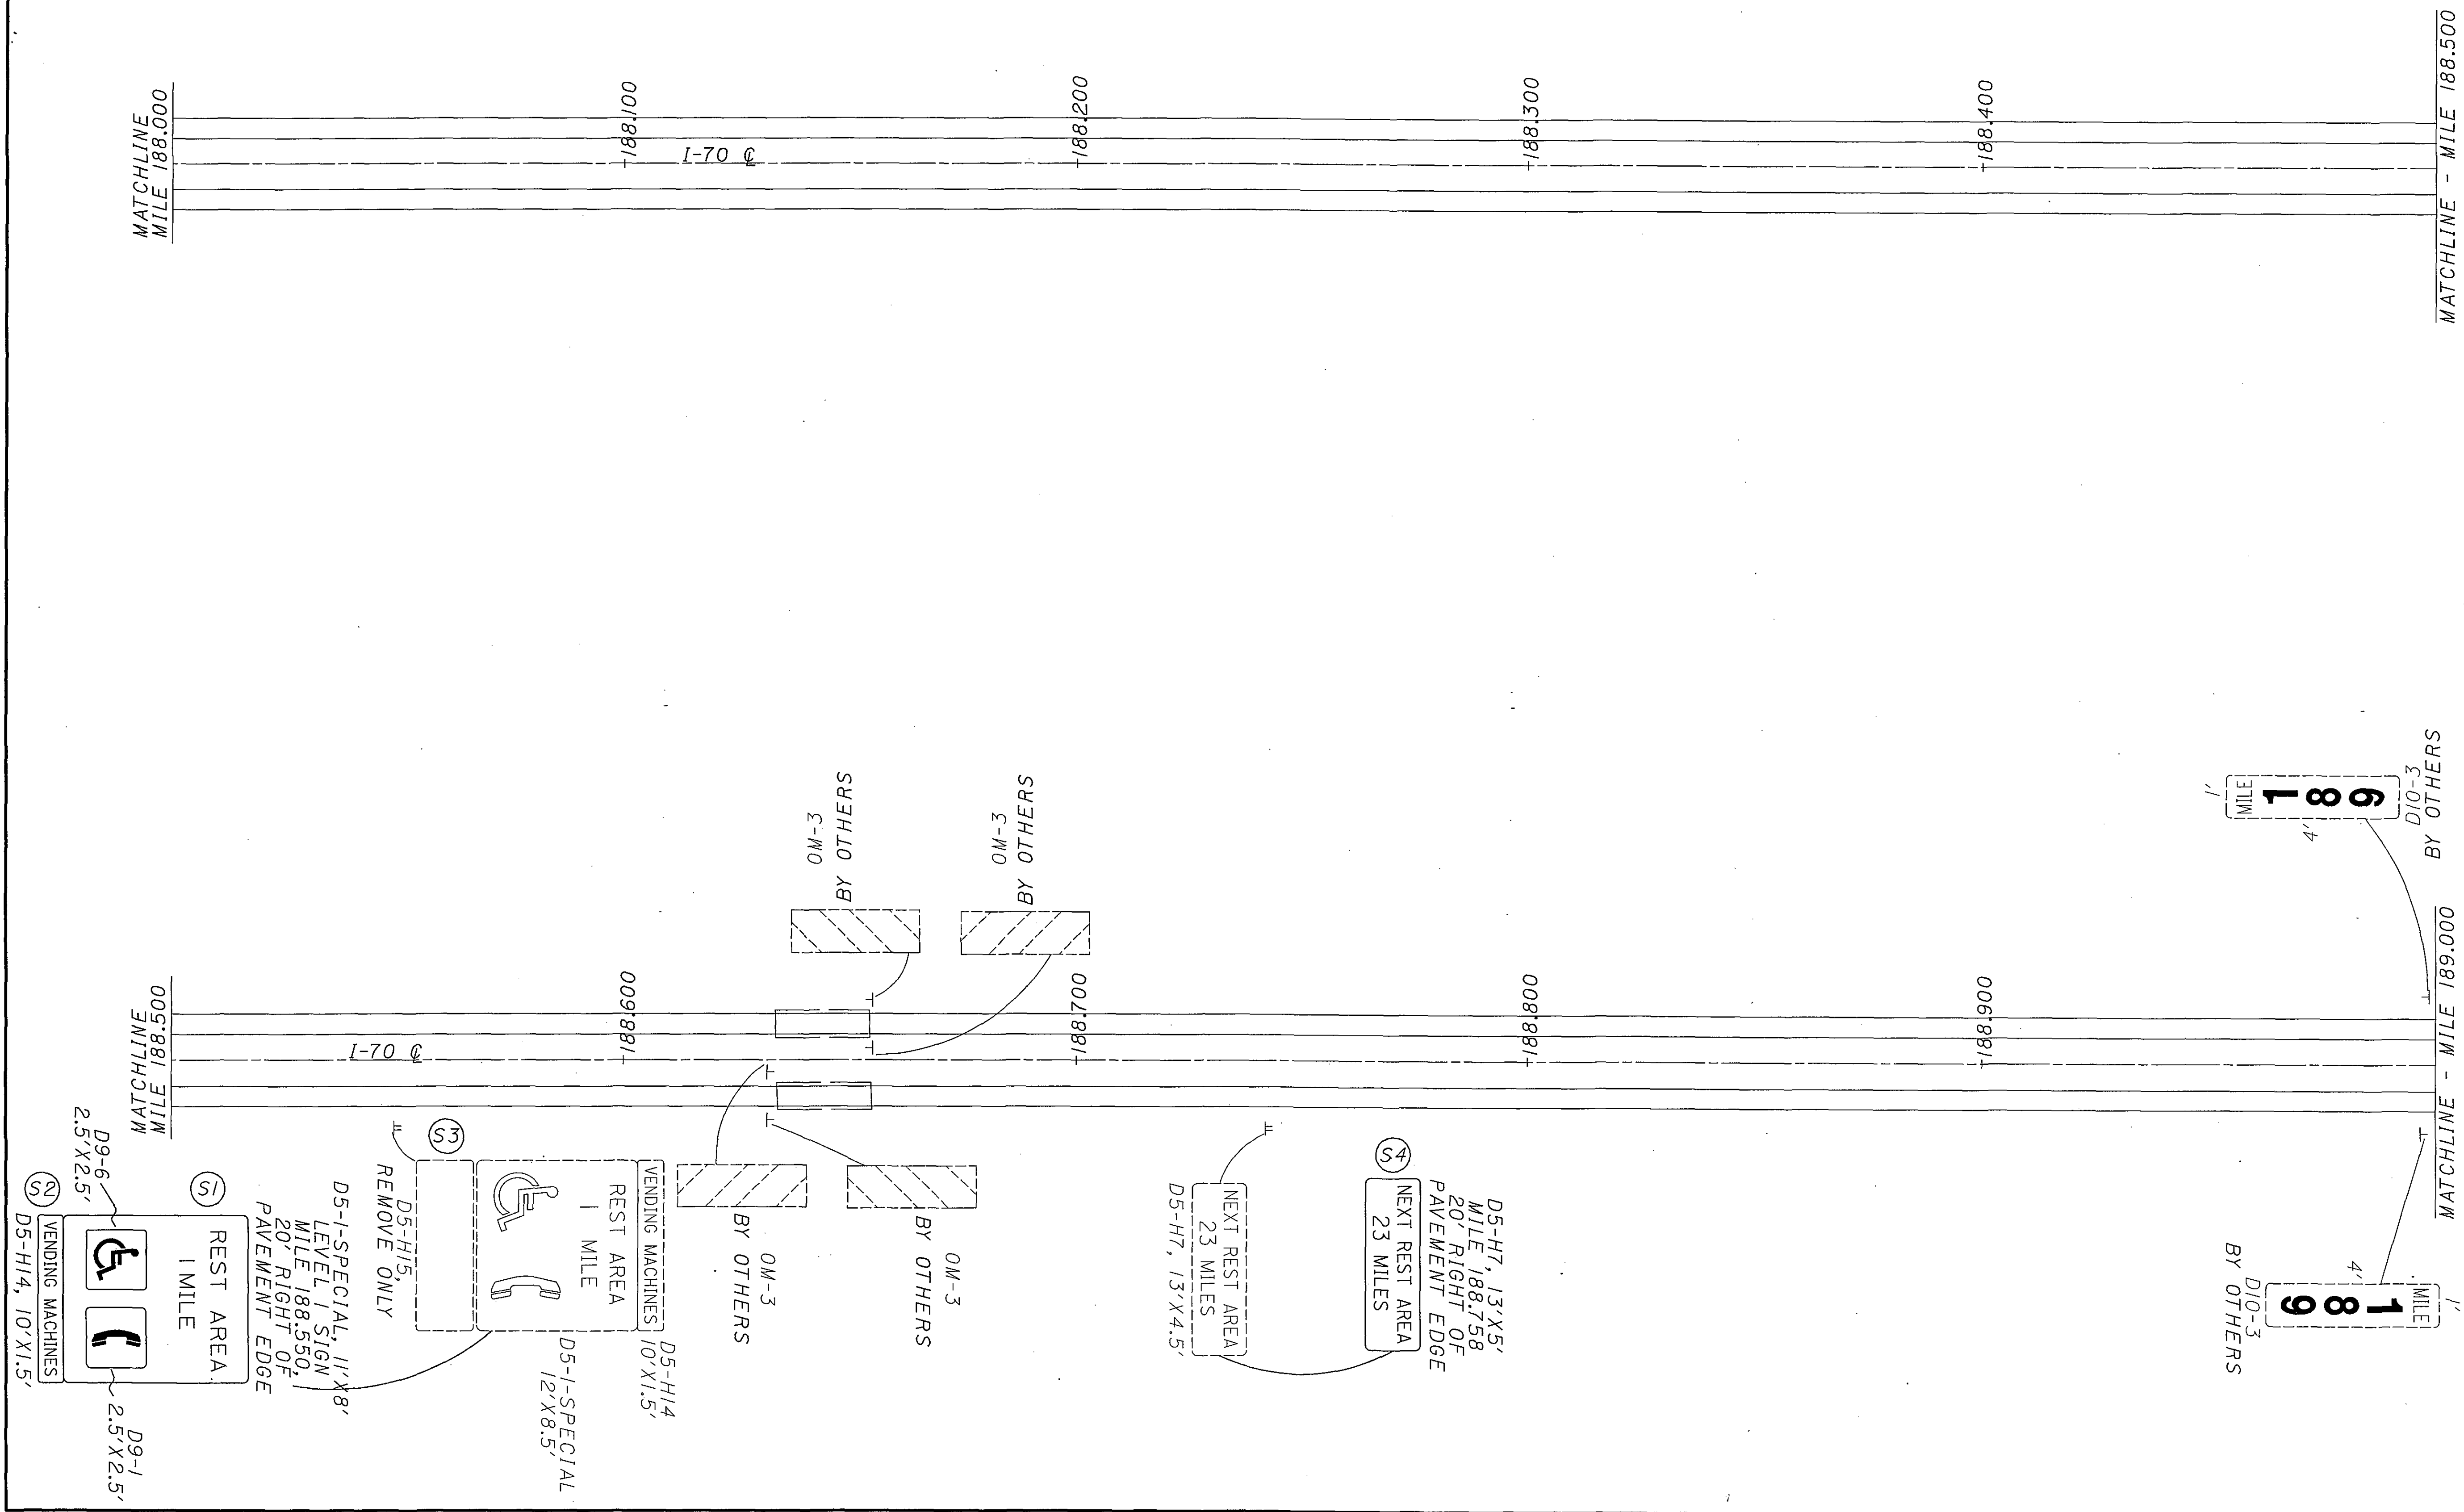 MATCHLINE
MILE 188.000
188.100
I-70 ℄
188.200
188.300
188.400
MATCHLINE - MILE 188.500
MATCHLINE
MILE 188.500
I-70 ℄
188.600
188.700
188.800
188.900
MATCHLINE - MILE 189.000
OM-3
BY OTHERS
OM-3
BY OTHERS
1'
MILE
1
8
9
4'
D10-3
BY OTHERS
S2
D5-H14, 10'X1.5'
VENDING MACHINES
D9-6
2.5'X2.5'
D9-1
2.5'X2.5'
S1
REST AREA
1 MILE
D5-1-SPECIAL, 11'X8'
LEVEL 1 SIGN
MILE 188.550,
20' RIGHT OF
PAVEMENT EDGE
S3
D5-H15,
REMOVE ONLY
VENDING MACHINES
REST AREA
1 MILE
D5-H14
10'X1.5'
D5-1-SPECIAL
12'X8.5'
OM-3
BY OTHERS
OM-3
BY OTHERS
NEXT REST AREA
23 MILES
D5-H7, 13'X4.5'
S4
NEXT REST AREA
23 MILES
D5-H7, 13'X5'
MILE 188.758
20' RIGHT OF
PAVEMENT EDGE
1'
MILE
1
8
9
4'
D10-3
BY OTHERS